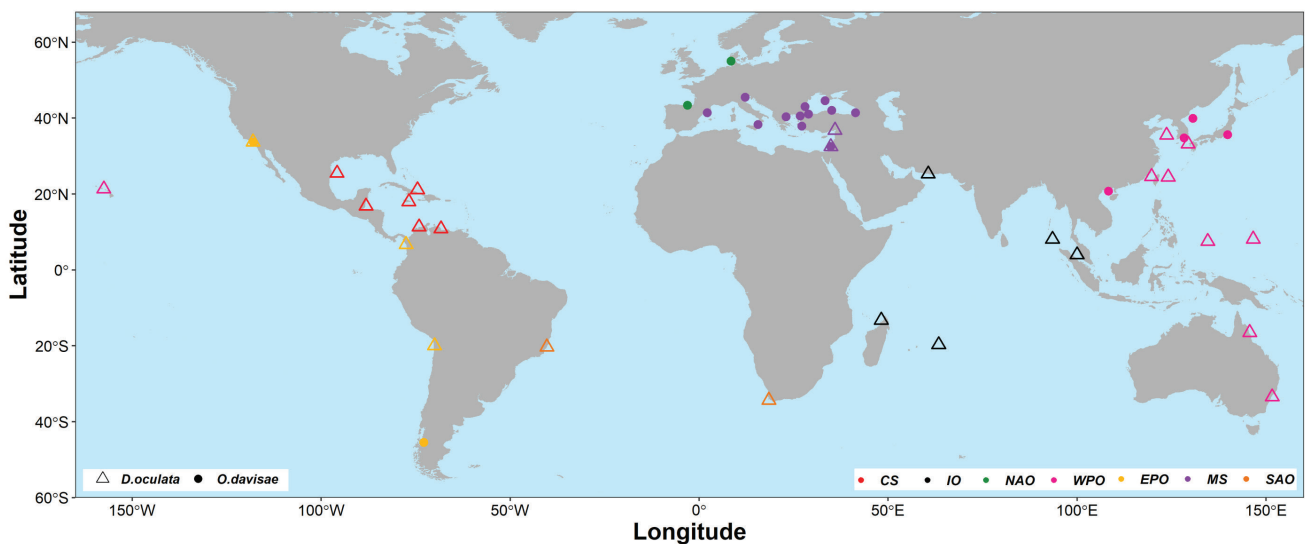 60°N
40°N
20°N
0°
20°S
40°S
60°S
Latitude
D.oculata O.davisae
CS IO NAO WPO EPO MS SAO
150°W 100°W 50°W 0° 50°E 100°E 150°E
Longitude